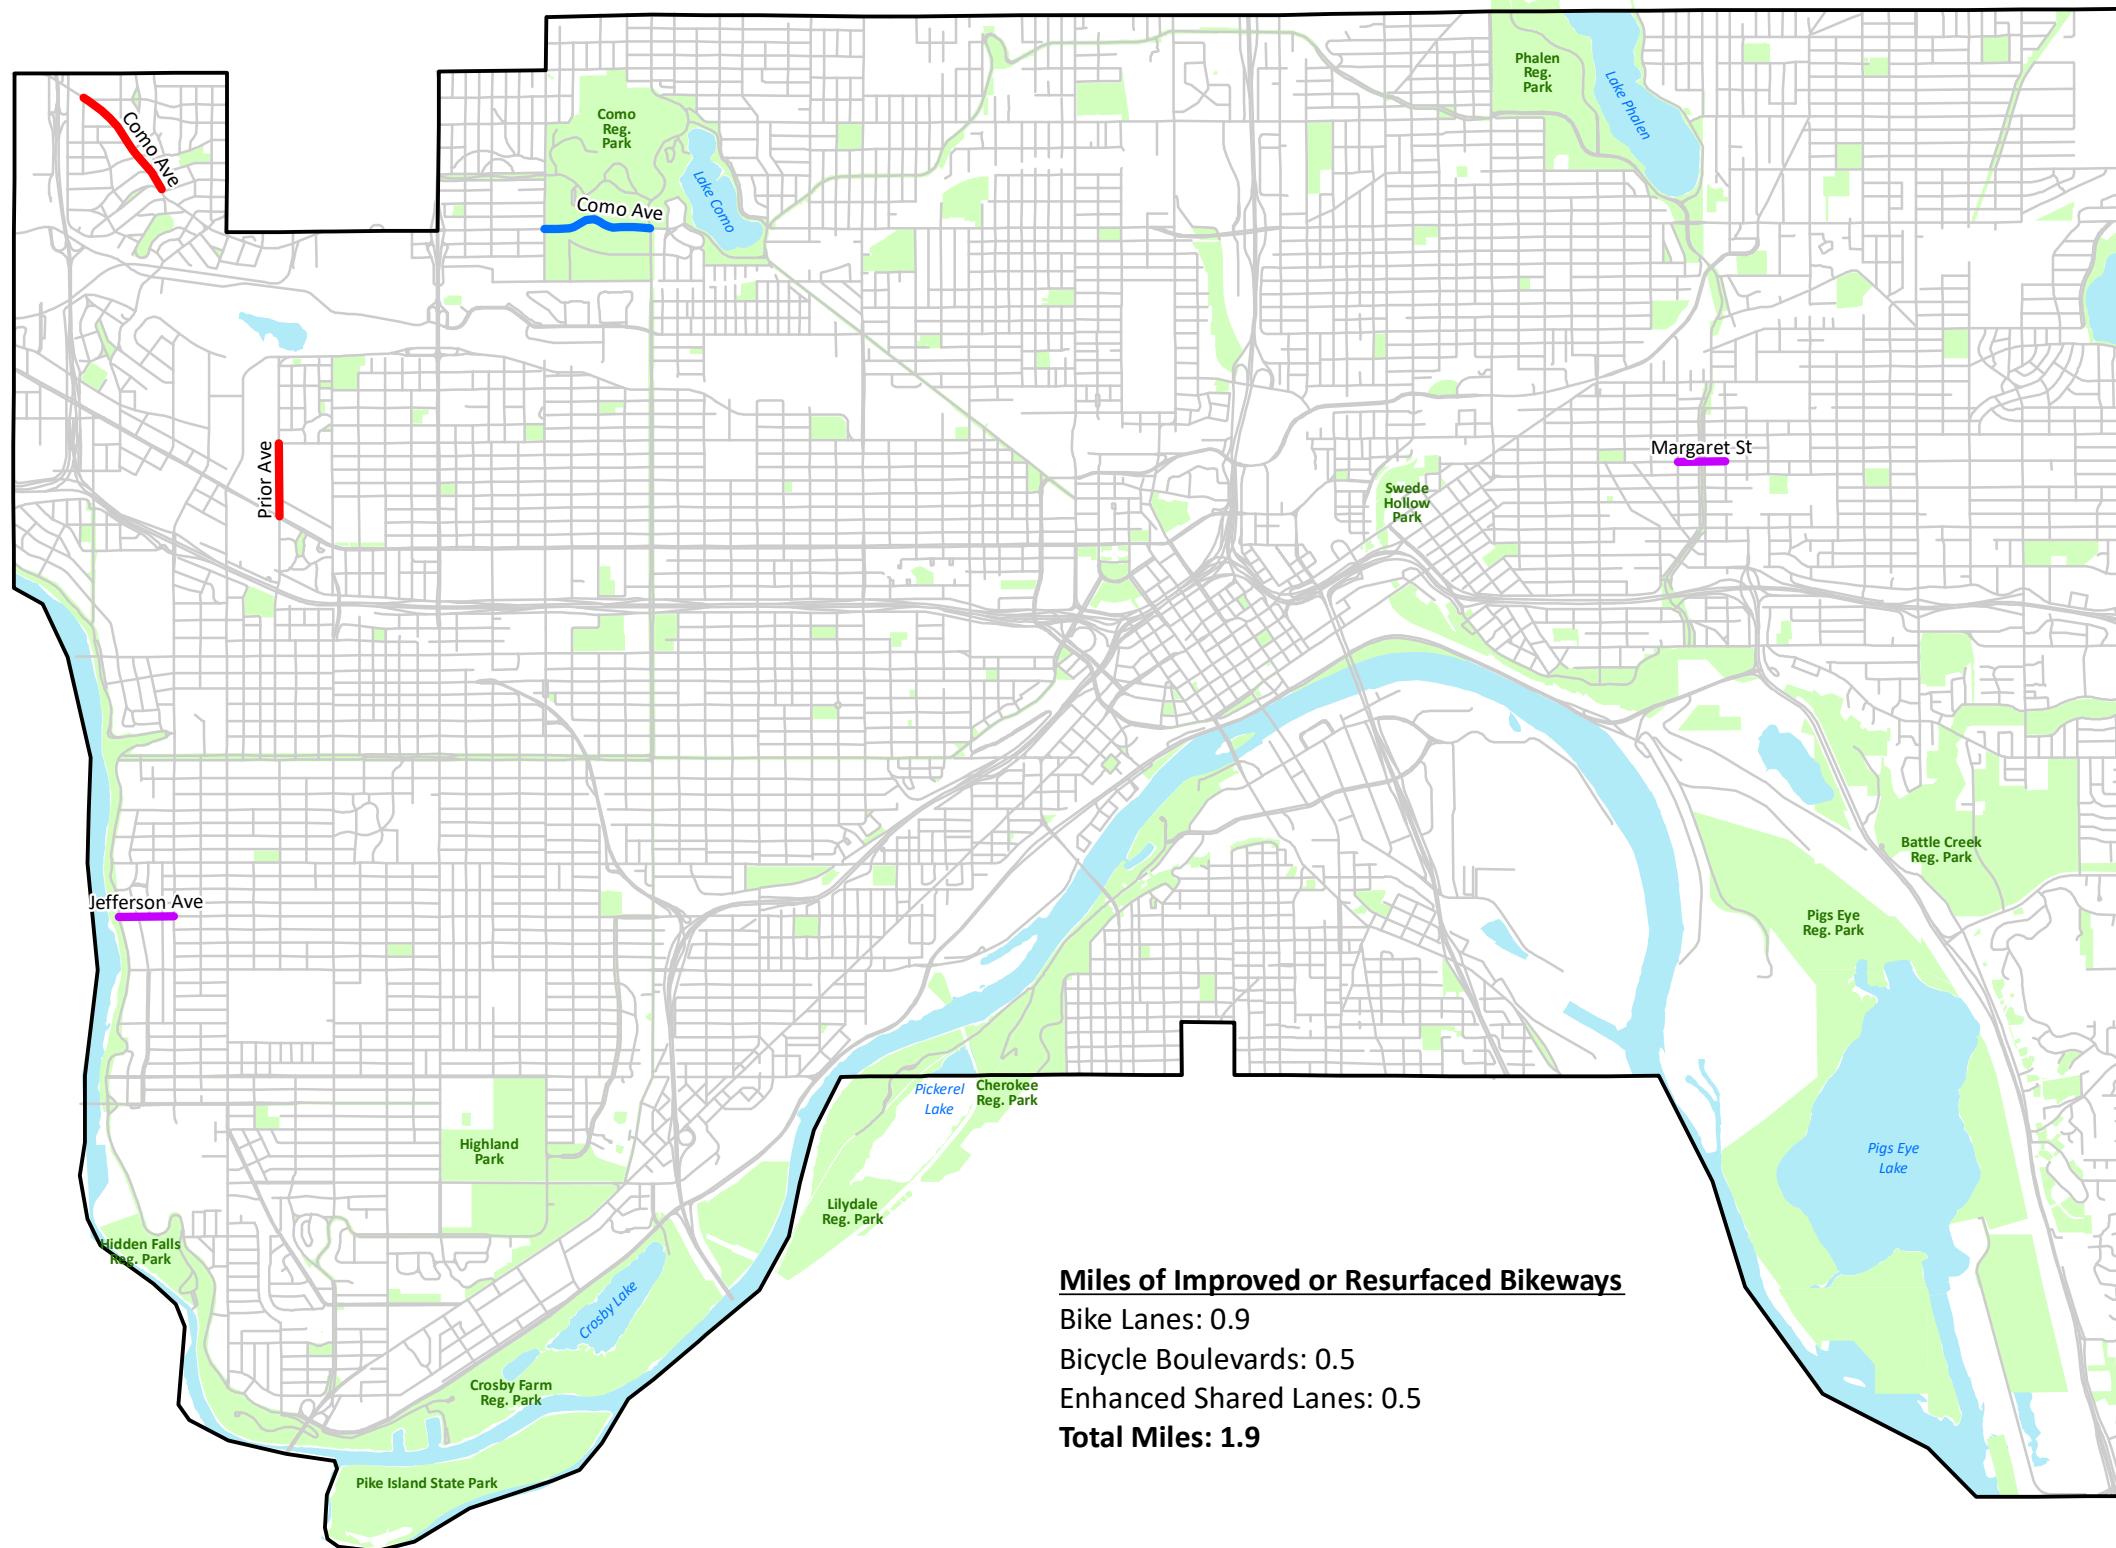 Phalen
Reg.
Park
Lake Phalen
Como
Reg.
Park
Como Ave
Lake Como
Como Ave
Prior Ave
Margaret St
Swede
Hollow
Park
Battle Creek
Reg. Park
Jefferson Ave
Pigs Eye
Reg. Park
Pickerel
Lake
Cherokee
Reg. Park
Highland
Park
Pigs Eye
Lake
Lilydale
Reg. Park
Hidden Falls
Reg. Park
Crosby Lake
Crosby Farm
Reg. Park
Pike Island State Park
Miles of Improved or Resurfaced Bikeways
Bike Lanes: 0.9
Bicycle Boulevards: 0.5
Enhanced Shared Lanes: 0.5
Total Miles: 1.9